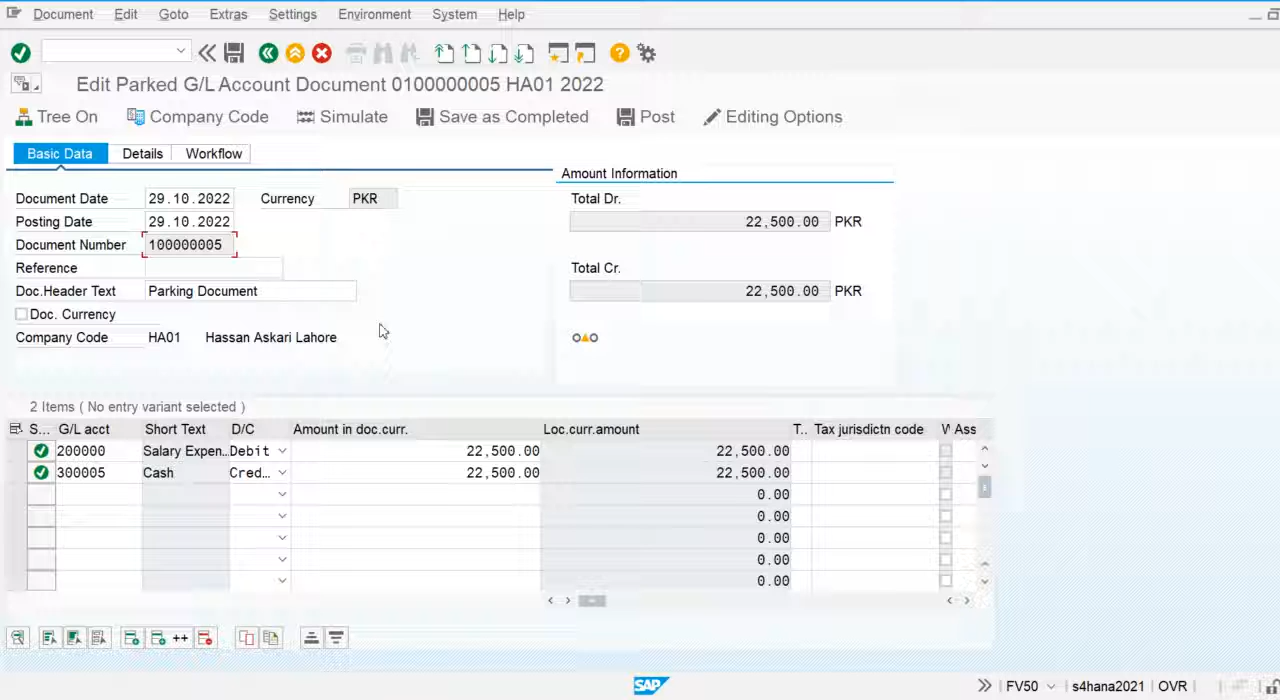 Document Edit Goto Extras Settings Environment System Help
Edit Parked G/L Account Document 0100000005 HA01 2022
Tree On Company Code Simulate Save as Completed Post Editing Options
Basic Data Details Workflow
Amount Information
Document Date 29.10.2022 Currency PKR Total Dr.
Posting Date 29.10.2022 22,500.00 PKR
Document Number 100000005
Reference Total Cr.
Doc.Header Text Parking Document 22,500.00 PKR
Doc. Currency
Company Code HA01 Hassan Askari Lahore
2 Items ( No entry variant selected )
S... G/L acct Short Text D/C Amount in doc.curr. Loc.curr.amount T.. Tax jurisdictn code W Ass
200000 Salary Expen... Debit 22,500.00 22,500.00
300005 Cash Cred... 22,500.00 22,500.00
0.00
0.00
0.00
0.00
0.00
SAP FV50 s4hana2021 OVR